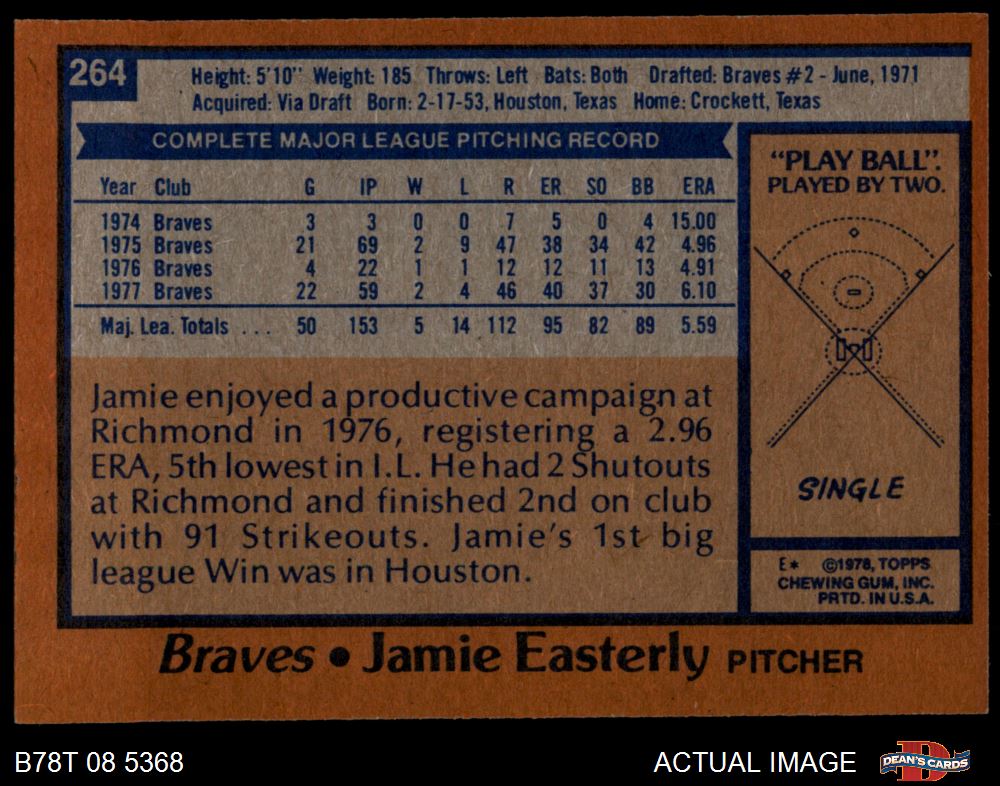 264
Height: 5'10" Weight: 185 Throws: Left Bats: Both Drafted: Braves #2 - June, 1971
Acquired: Via Draft Born: 2-17-53, Houston, Texas Home: Crockett, Texas
COMPLETE MAJOR LEAGUE PITCHING RECORD
Year Club G IP W L R ER SO BB ERA
1974 Braves 3 3 0 0 7 5 0 4 15.00
1975 Braves 21 69 2 9 47 38 34 42 4.96
1976 Braves 4 22 1 1 12 12 11 13 4.91
1977 Braves 22 59 2 4 46 40 37 30 6.10
Maj. Lea. Totals ... 50 153 5 14 112 95 82 89 5.59
Jamie enjoyed a productive campaign at
Richmond in 1976, registering a 2.96
ERA, 5th lowest in I.L. He had 2 Shutouts
at Richmond and finished 2nd on club
with 91 Strikeouts. Jamie's 1st big
league Win was in Houston.
"PLAY BALL".
PLAYED BY TWO.
SINGLE
E* ©1978, TOPPS
CHEWING GUM, INC.
PRTD. IN U.S.A.
Braves • Jamie Easterly PITCHER
B78T 08 5368
ACTUAL IMAGE
D
DEAN'S CARDS